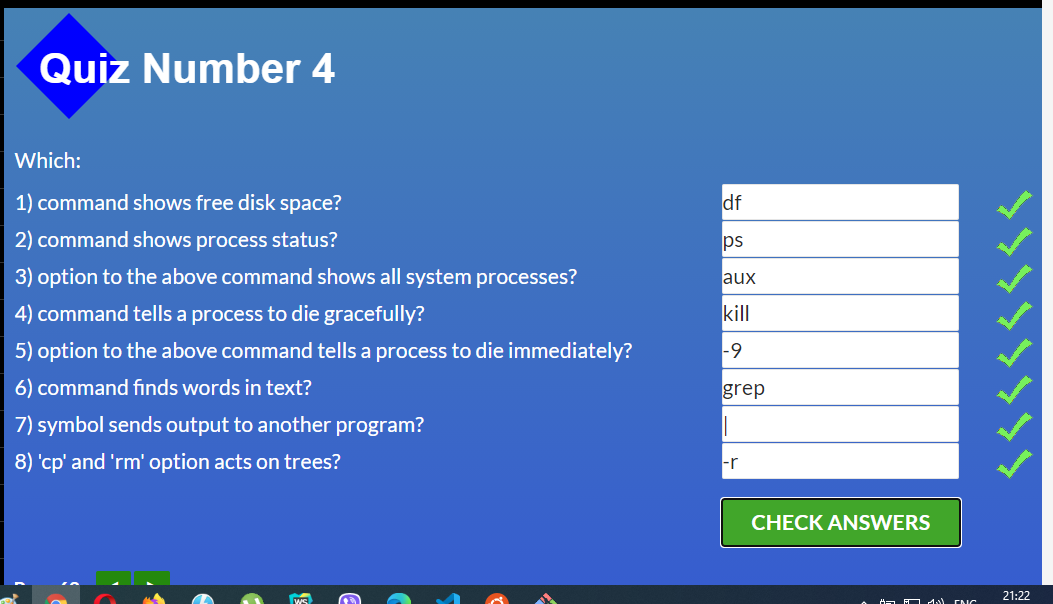 Quiz Number 4
Which:
1) command shows free disk space? df
2) command shows process status? ps
3) option to the above command shows all system processes? aux
4) command tells a process to die gracefully? kill
5) option to the above command tells a process to die immediately? -9
6) command finds words in text? grep
7) symbol sends output to another program? |
8) 'cp' and 'rm' option acts on trees? -r
CHECK ANSWERS
WS
ENG
21:22